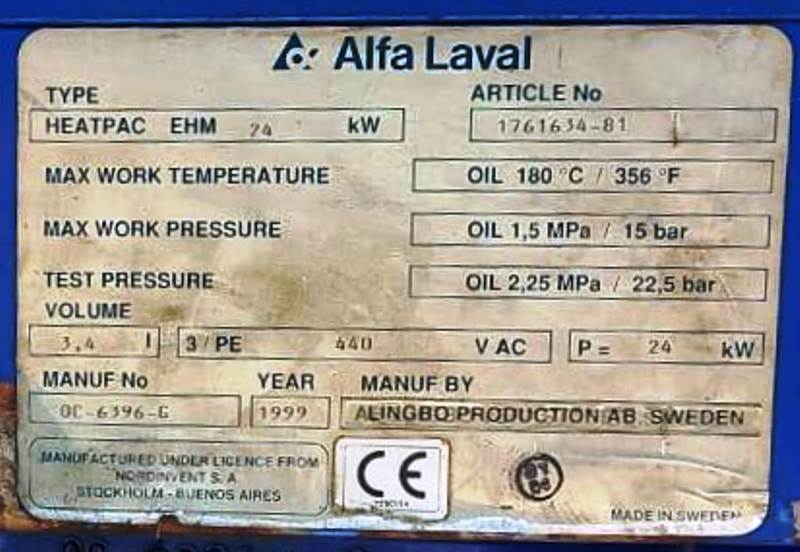 Alfa Laval
TYPE
ARTICLE No
HEATPAC EHM 24 kW
1761634-81
MAX WORK TEMPERATURE
OIL 180 °C / 356 °F
MAX WORK PRESSURE
OIL 1,5 MPa / 15 bar
TEST PRESSURE
OIL 2,25 MPa / 22,5 bar
VOLUME
3,4 l
3 / PE 440 V AC
P = 24 kW
MANUF No
YEAR
MANUF BY
OC-6396-G
1999
ALINGBO PRODUCTION AB, SWEDEN
MANUFACTURED UNDER LICENCE FROM
NORDINVENT S. A
STOCKHOLM - BUENOS AIRES
CE
MADE IN SWEDEN